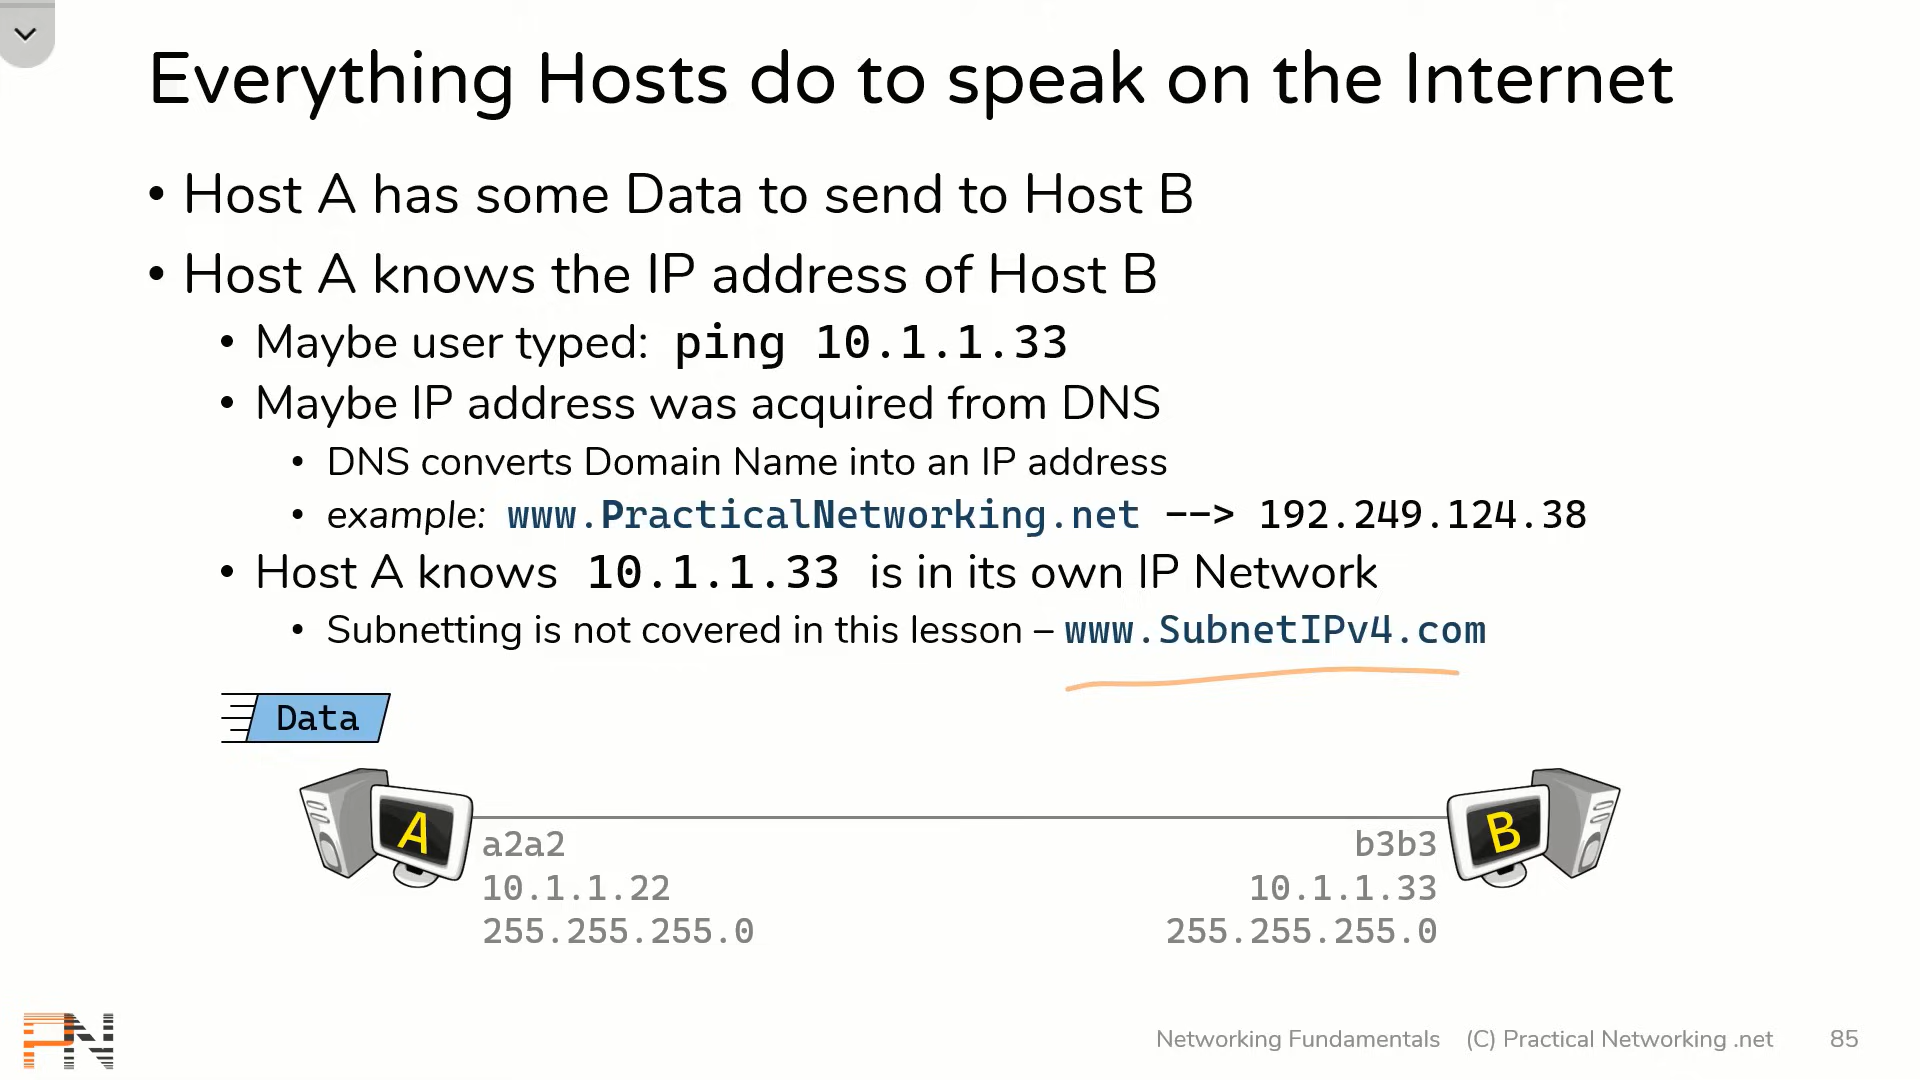 Everything Hosts do to speak on the Internet
• Host A has some Data to send to Host B
• Host A knows the IP address of Host B
• Maybe user typed: ping 10.1.1.33
• Maybe IP address was acquired from DNS
• DNS converts Domain Name into an IP address
• example: www.PracticalNetworking.net --> 192.249.124.38
• Host A knows 10.1.1.33 is in its own IP Network
• Subnetting is not covered in this lesson – www.SubnetIPv4.com
Data
A
B
a2a2
10.1.1.22
255.255.255.0
b3b3
10.1.1.33
255.255.255.0
PN
Networking Fundamentals (C) Practical Networking .net 85